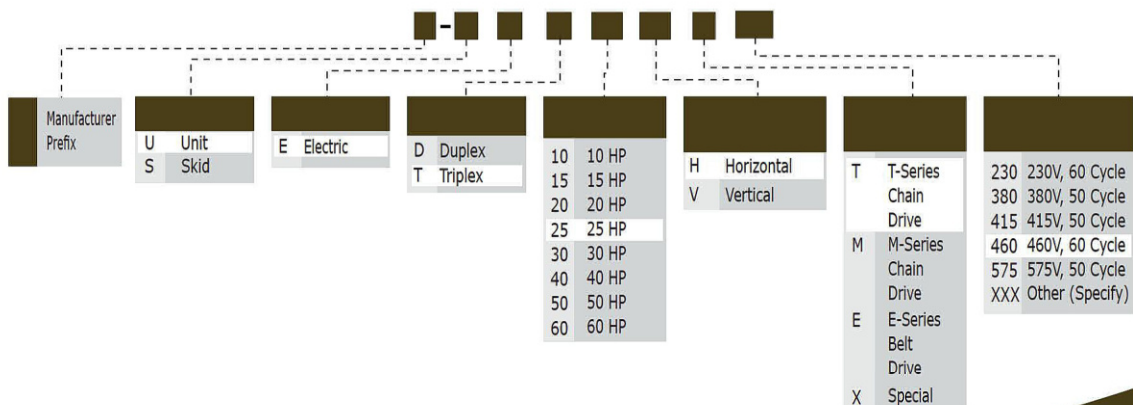 -
Manufacturer
Prefix
U Unit
S Skid
E Electric
D Duplex
T Triplex
10 10 HP
15 15 HP
20 20 HP
25 25 HP
30 30 HP
40 40 HP
50 50 HP
60 60 HP
H Horizontal
V Vertical
T T-Series
Chain
Drive
M M-Series
Chain
Drive
E E-Series
Belt
Drive
X Special
230 230V, 60 Cycle
380 380V, 50 Cycle
415 415V, 50 Cycle
460 460V, 60 Cycle
575 575V, 50 Cycle
XXX Other (Specify)